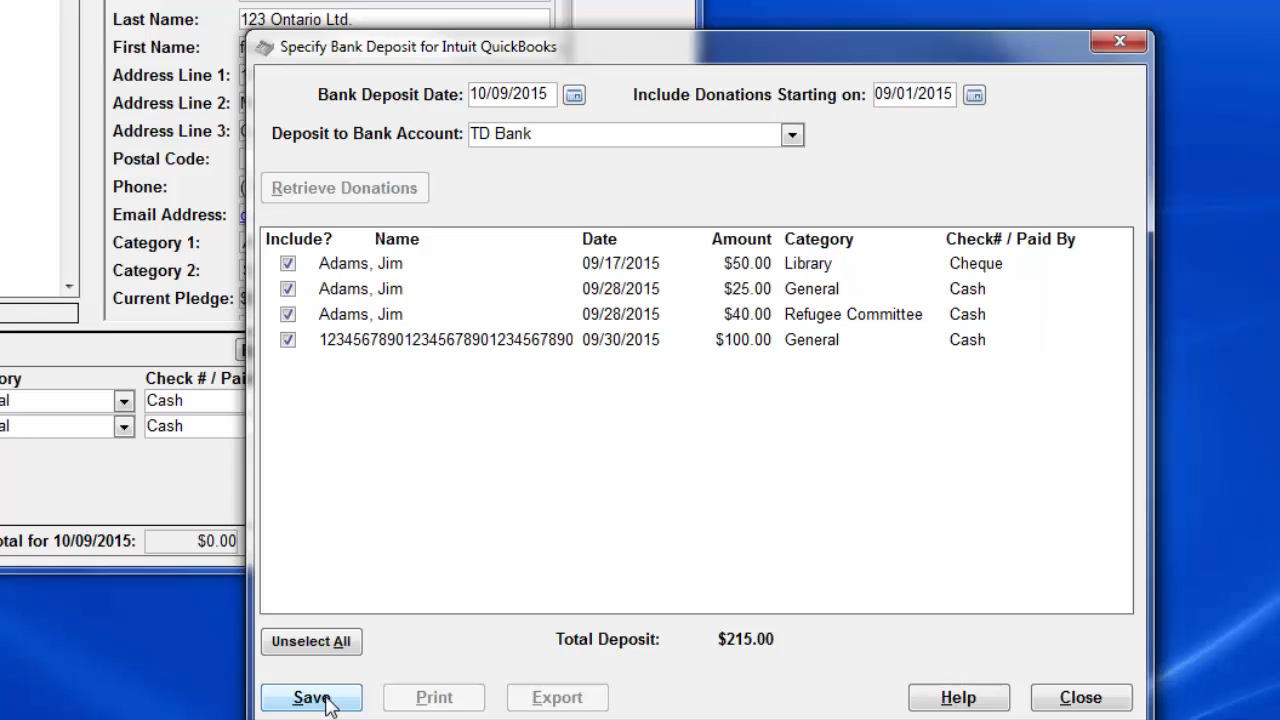 Last Name: 123 Ontario Ltd.
First Name:
Address Line 1:
Address Line 2:
Address Line 3:
Postal Code:
Phone:
Email Address:
Category 1:
Category 2:
Current Pledge:
Check # / Pai
Cash
Cash
otal for 10/09/2015: $0.00
Specify Bank Deposit for Intuit QuickBooks
Bank Deposit Date: 10/09/2015 Include Donations Starting on: 09/01/2015
Deposit to Bank Account: TD Bank
Retrieve Donations
Include? Name Date Amount Category Check# / Paid By
Adams, Jim 09/17/2015 $50.00 Library Cheque
Adams, Jim 09/28/2015 $25.00 General Cash
Adams, Jim 09/28/2015 $40.00 Refugee Committee Cash
123456789012345678901234567890 09/30/2015 $100.00 General Cash
Unselect All Total Deposit: $215.00
Save Print Export Help Close